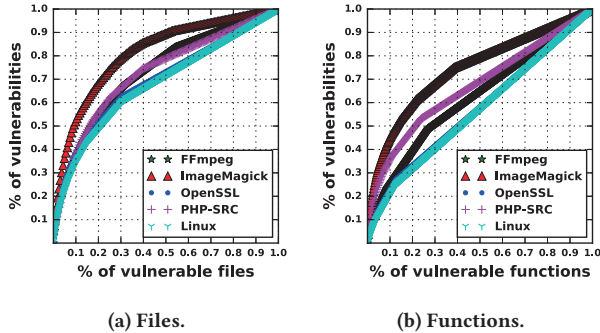 1.0
0.9
0.8
0.7
0.6
0.5
0.4
0.3
0.2
0.1
% of vulnerabilities
FFmpeg
ImageMagick
OpenSSL
PHP-SRC
Linux
0.1 0.2 0.3 0.4 0.5 0.6 0.7 0.8 0.9 1.0
% of vulnerable files
(a) Files.
1.0
0.9
0.8
0.7
0.6
0.5
0.4
0.3
0.2
0.1
% of vulnerabilities
FFmpeg
ImageMagick
OpenSSL
PHP-SRC
Linux
0.1 0.2 0.3 0.4 0.5 0.6 0.7 0.8 0.9 1.0
% of vulnerable functions
(b) Functions.